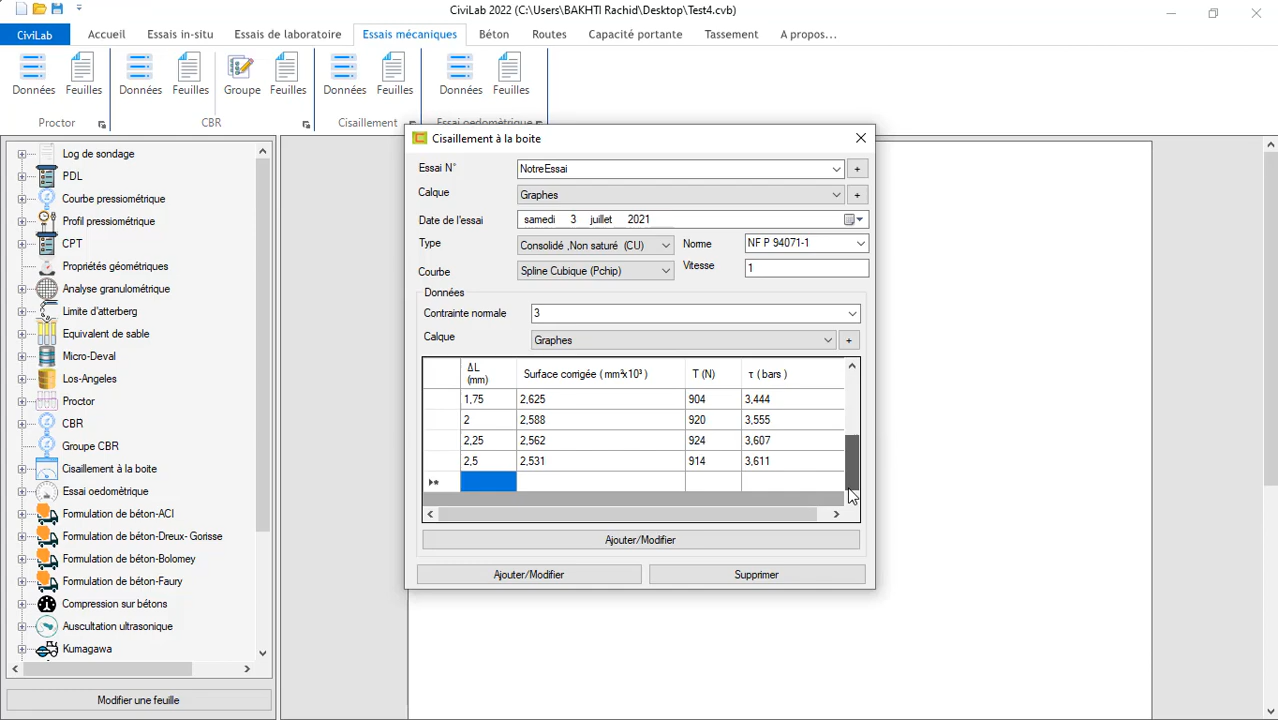 CiviLab 2022 (C:\Users\BAKHTI Rachid\Desktop\Test4.cvb)
CiviLab Accueil Essais in-situ Essais de laboratoire Essais mécaniques Béton Routes Capacité portante Tassement A propos...
Données Feuilles Données Feuilles Groupe Feuilles Données Feuilles Données Feuilles
Proctor CBR Cisaillement Essai oedométrique
Log de sondage
PDL
Courbe pressiométrique
Profil pressiométrique
CPT
Propriétés géométriques
Analyse granulométrique
Limite d'atterberg
Equivalent de sable
Micro-Deval
Los-Angeles
Proctor
CBR
Groupe CBR
Cisaillement à la boite
Essai oedométrique
Formulation de béton-ACI
Formulation de béton-Dreux- Gorisse
Formulation de béton-Bolomey
Formulation de béton-Faury
Compression sur bétons
Auscultation ultrasonique
Kumagawa
Modifier une feuille
Cisaillement à la boite
Essai N° NotreEssai +
Calque Graphes +
Date de l'essai samedi 3 juillet 2021
Type Consolidé ,Non saturé (CU) Nome NF P 94071-1
Courbe Spline Cubique (Pchip) Vitesse 1
Données
Contrainte normale 3
Calque Graphes +
ΔL (mm) Surface corrigée ( mm²x10³ ) T (N) τ ( bars )
1,75 2,625 904 3,444
2 2,588 920 3,555
2,25 2,562 924 3,607
2,5 2,531 914 3,611
Ajouter/Modifier
Ajouter/Modifier Supprimer